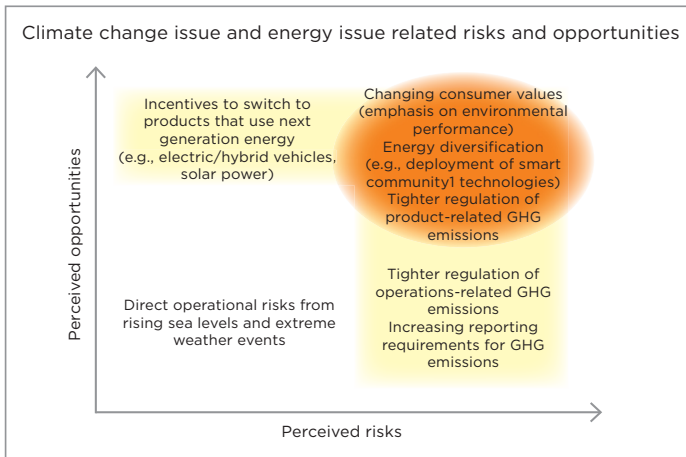 Climate change issue and energy issue related risks and opportunities
Perceived opportunities
Incentives to switch to
products that use next
generation energy
(e.g., electric/hybrid vehicles,
solar power)
Changing consumer values
(emphasis on environmental
performance)
Energy diversification
(e.g., deployment of smart
community1 technologies)
Tighter regulation of
product-related GHG
emissions
Direct operational risks from
rising sea levels and extreme
weather events
Tighter regulation of
operations-related GHG
emissions
Increasing reporting
requirements for GHG
emissions
Perceived risks